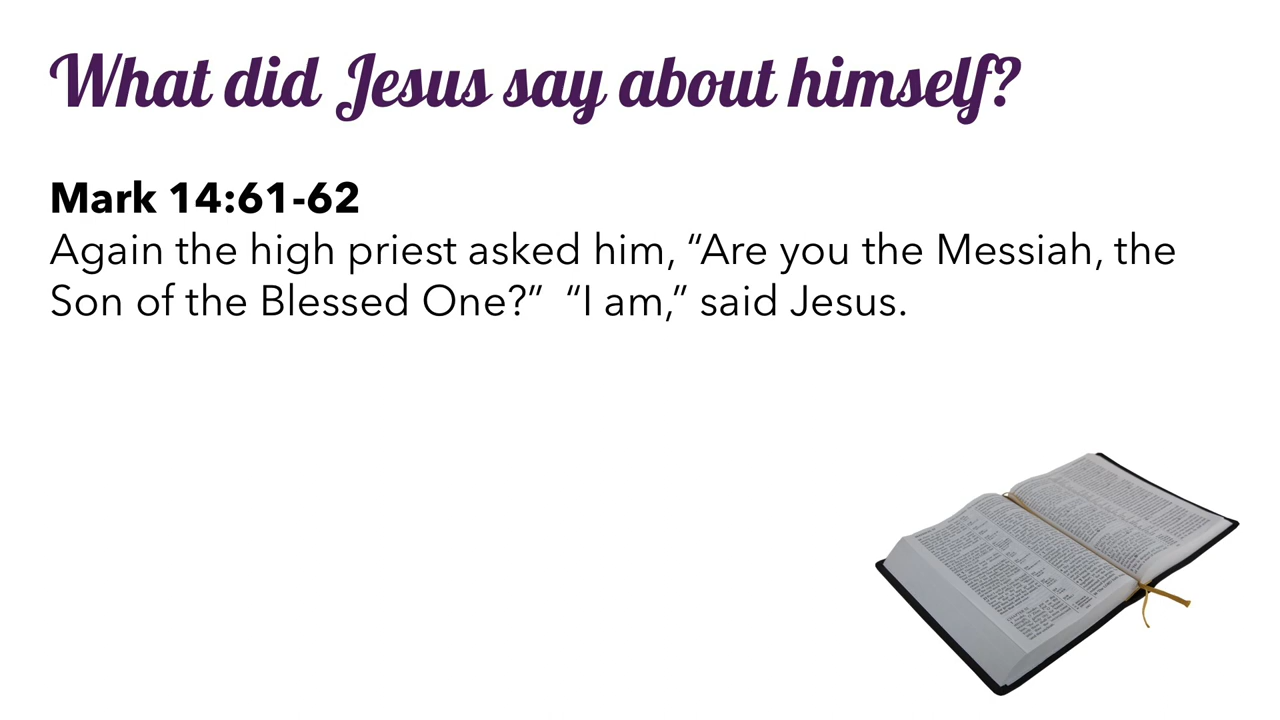 What did Jesus say about himself?
Mark 14:61-62
Again the high priest asked him, “Are you the Messiah, the
Son of the Blessed One?”  “I am,” said Jesus.